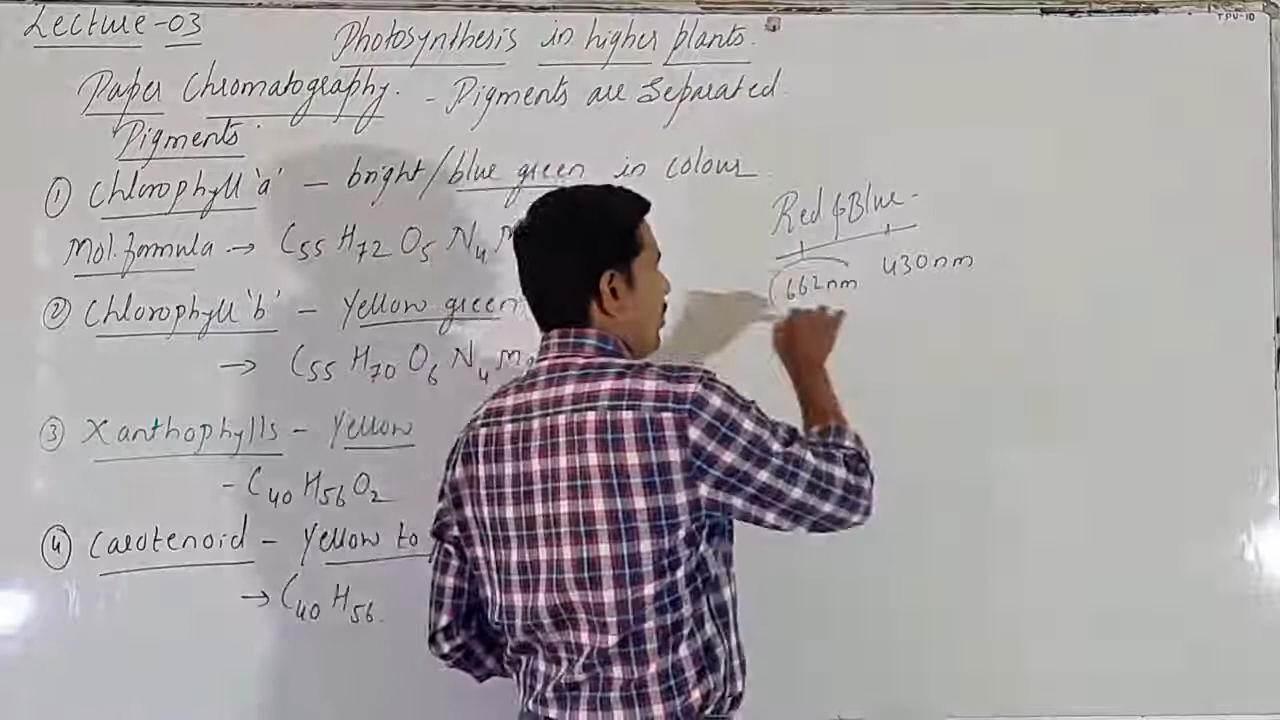 Lecture-03
Photosynthesis in higher plants.
TPU-10
Paper Chromatography. - Pigments are Separated.
Pigments
① Chlorophyll 'a' - bright/blue green in colour.
Mol. formula → C55 H72 O5 N4 M
② Chlorophyll 'b' - Yellow green
→ C55 H70 O6 N4 M
③ Xanthophylls - Yellow
- C40 H56 O2
④ Carotenoid - Yellow to
→ C40 H56.
Red & Blue -
662nm 430nm